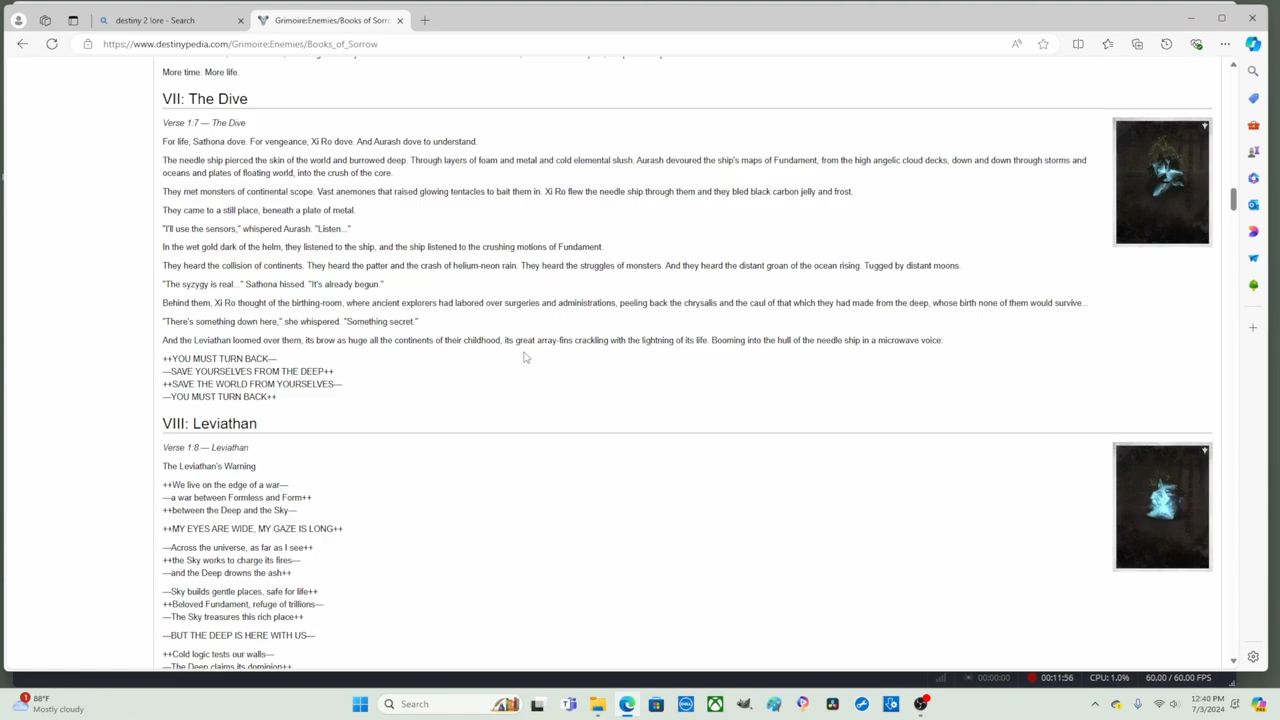 destiny 2 lore - Search
Grimoire:Enemies/Books of Sorro
https://www.destinypedia.com/Grimoire:Enemies/Books_of_Sorrow
More time. More life.
VII: The Dive
Verse 1:7 — The Dive
For life, Sathona dove. For vengeance, Xi Ro dove. And Aurash dove to understand.
The needle ship pierced the skin of the world and burrowed deep. Through layers of foam and metal and cold elemental slush. Aurash devoured the ship's maps of Fundament, from the high angelic cloud decks, down and down through storms and
oceans and plates of floating world, into the crush of the core.
They met monsters of continental scope. Vast anemones that raised glowing tentacles to bait them in. Xi Ro flew the needle ship through them and they bled black carbon jelly and frost.
They came to a still place, beneath a plate of metal.
"I'll use the sensors," whispered Aurash. "Listen..."
In the wet gold dark of the helm, they listened to the ship, and the ship listened to the crushing motions of Fundament.
They heard the collision of continents. They heard the patter and the crash of helium-neon rain. They heard the struggles of monsters. And they heard the distant groan of the ocean rising. Tugged by distant moons.
"The syzygy is real..." Sathona hissed. "It's already begun."
Behind them, Xi Ro thought of the birthing-room, where ancient explorers had labored over surgeries and administrations, peeling back the chrysalis and the caul of that which they had made from the deep, whose birth none of them would survive...
"There's something down here," she whispered. "Something secret."
And the Leviathan loomed over them, its brow as huge all the continents of their childhood, its great array-fins crackling with the lightning of its life. Booming into the hull of the needle ship in a microwave voice:
++YOU MUST TURN BACK—
—SAVE YOURSELVES FROM THE DEEP++
++SAVE THE WORLD FROM YOURSELVES—
—YOU MUST TURN BACK++
VIII: Leviathan
Verse 1:8 — Leviathan
The Leviathan's Warning
++We live on the edge of a war—
—a war between Formless and Form++
++between the Deep and the Sky—
++MY EYES ARE WIDE, MY GAZE IS LONG++
—Across the universe, as far as I see++
++the Sky works to charge its fires—
—and the Deep drowns the ash++
—Sky builds gentle places, safe for life++
++Beloved Fundament, refuge of trillions—
—The Sky treasures this rich place++
—BUT THE DEEP IS HERE WITH US—
++Cold logic tests our walls—
—The Deep claims its dominion++
00:00:00
00:11:56
CPU: 1.0%
60.00 / 60.00 FPS
1
88°F
Mostly cloudy
Search
12:40 PM
7/3/2024